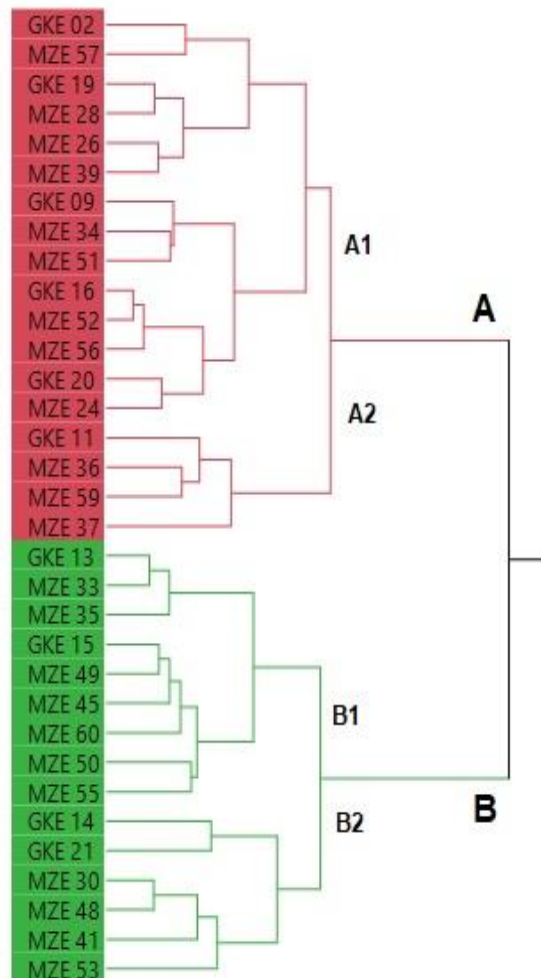 GKE 02
MZE 57
GKE 19
MZE 28
MZE 26
MZE 39
GKE 09
MZE 34
A1
MZE 51
GKE 16
A
MZE 52
MZE 56
GKE 20
MZE 24
A2
GKE 11
MZE 36
MZE 59
MZE 37
GKE 13
MZE 33
MZE 35
GKE 15
MZE 49
MZE 45
B1
MZE 60
MZE 50
MZE 55
B
GKE 14
B2
GKE 21
MZE 30
MZE 48
MZE 41
MZE 53